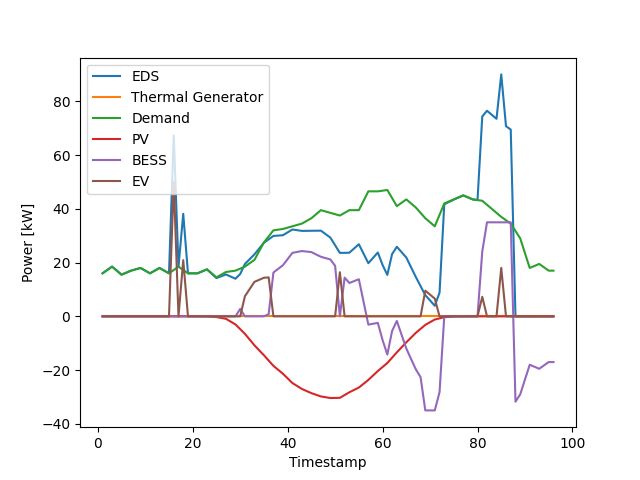 EDS
Thermal Generator
Demand
PV
BESS
EV
Power [kW]
80
60
40
20
0
−20
−40
0 20 40 60 80 100
Timestamp